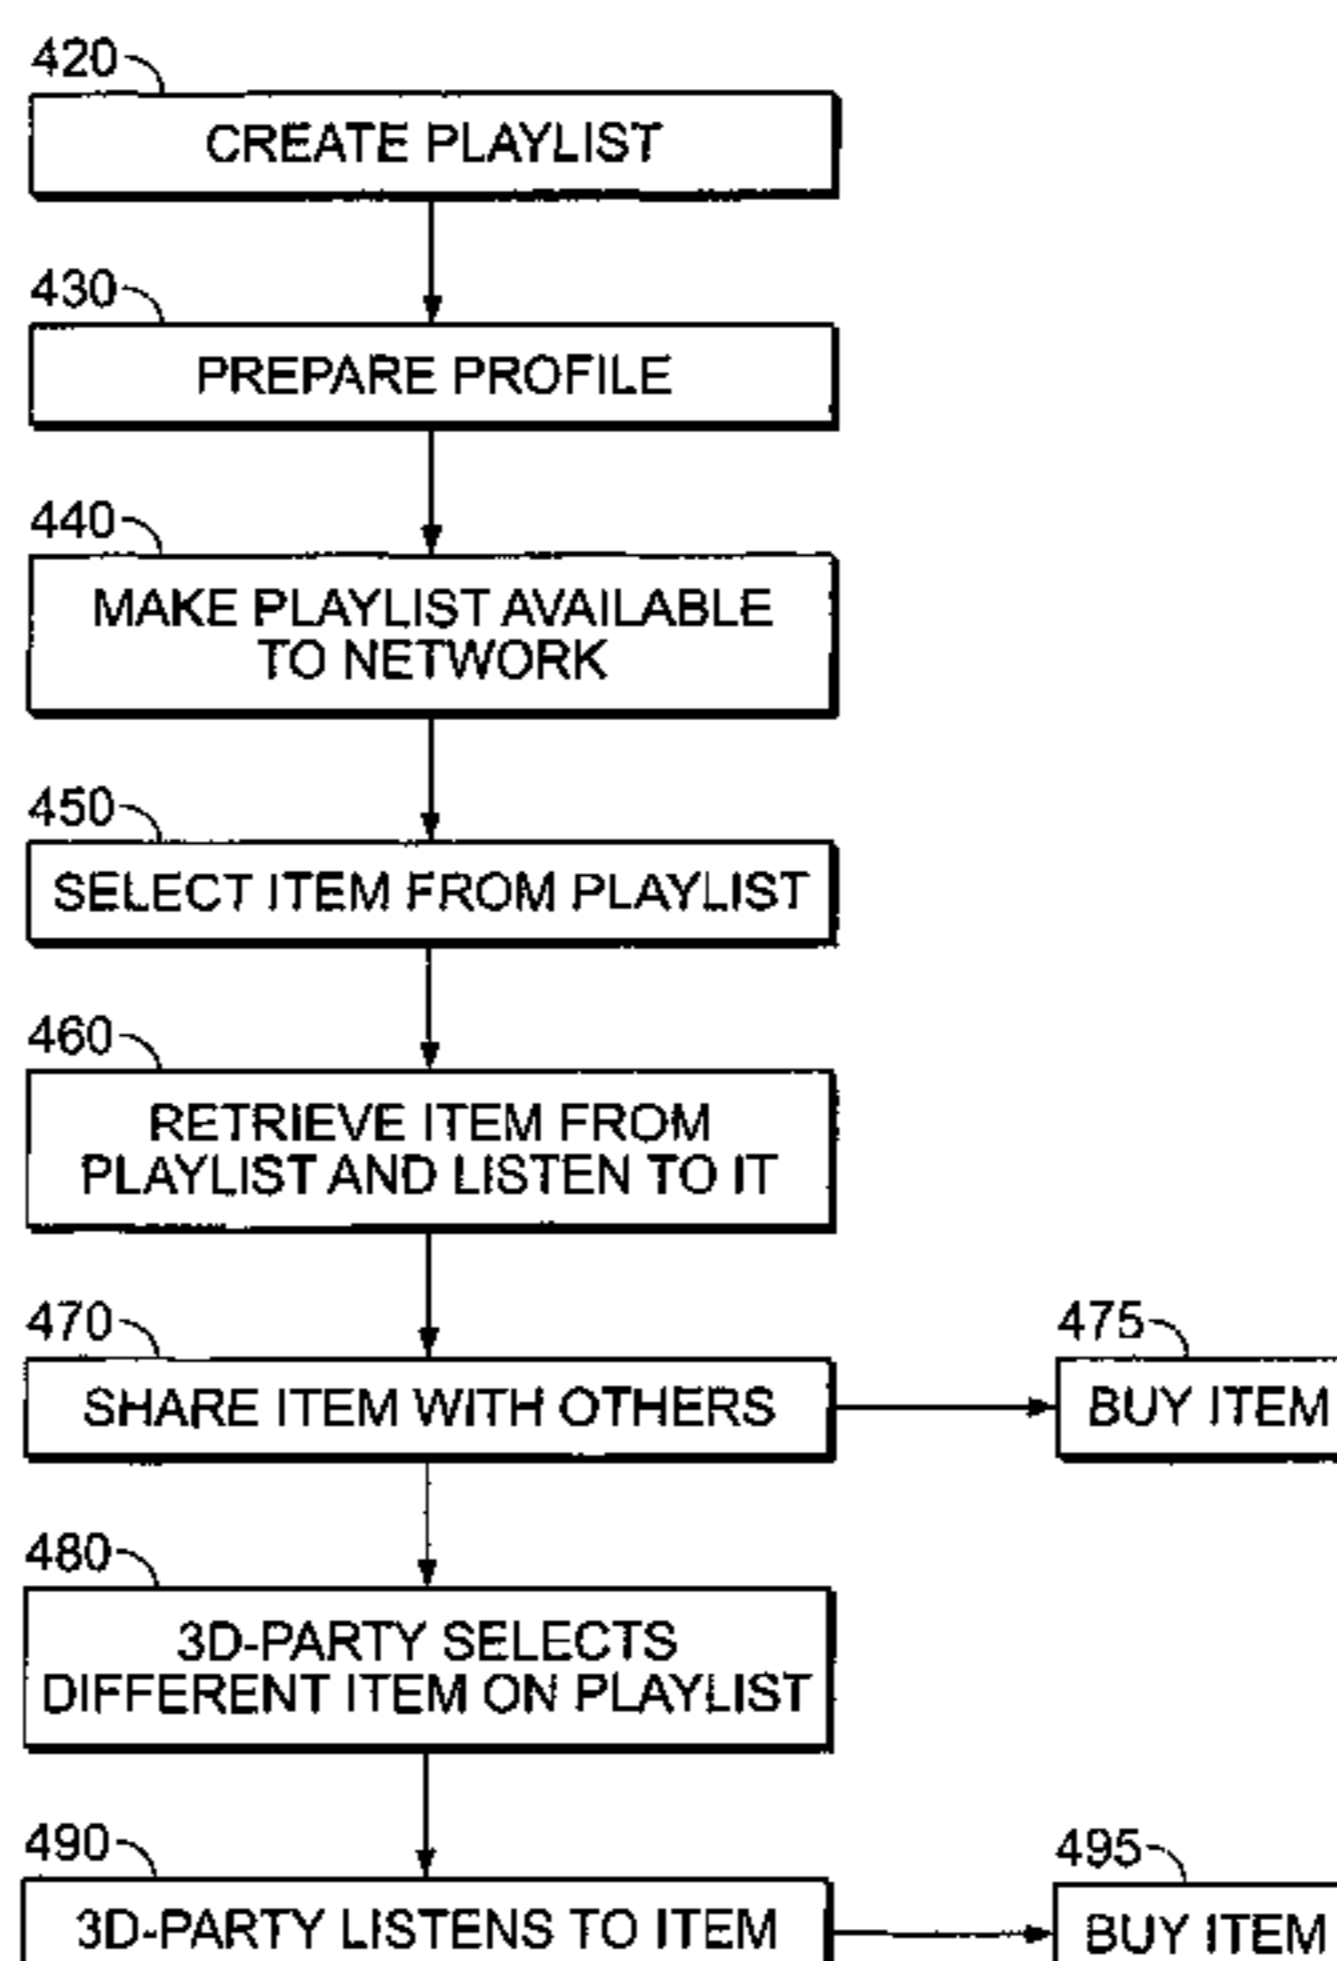 420
CREATE PLAYLIST
430
PREPARE PROFILE
440
MAKE PLAYLIST AVAILABLE
TO NETWORK
450
SELECT ITEM FROM PLAYLIST
460
RETRIEVE ITEM FROM
PLAYLIST AND LISTEN TO IT
470
SHARE ITEM WITH OTHERS
475
BUY ITEM
480
3D-PARTY SELECTS
DIFFERENT ITEM ON PLAYLIST
490
3D-PARTY LISTENS TO ITEM
495
BUY ITEM